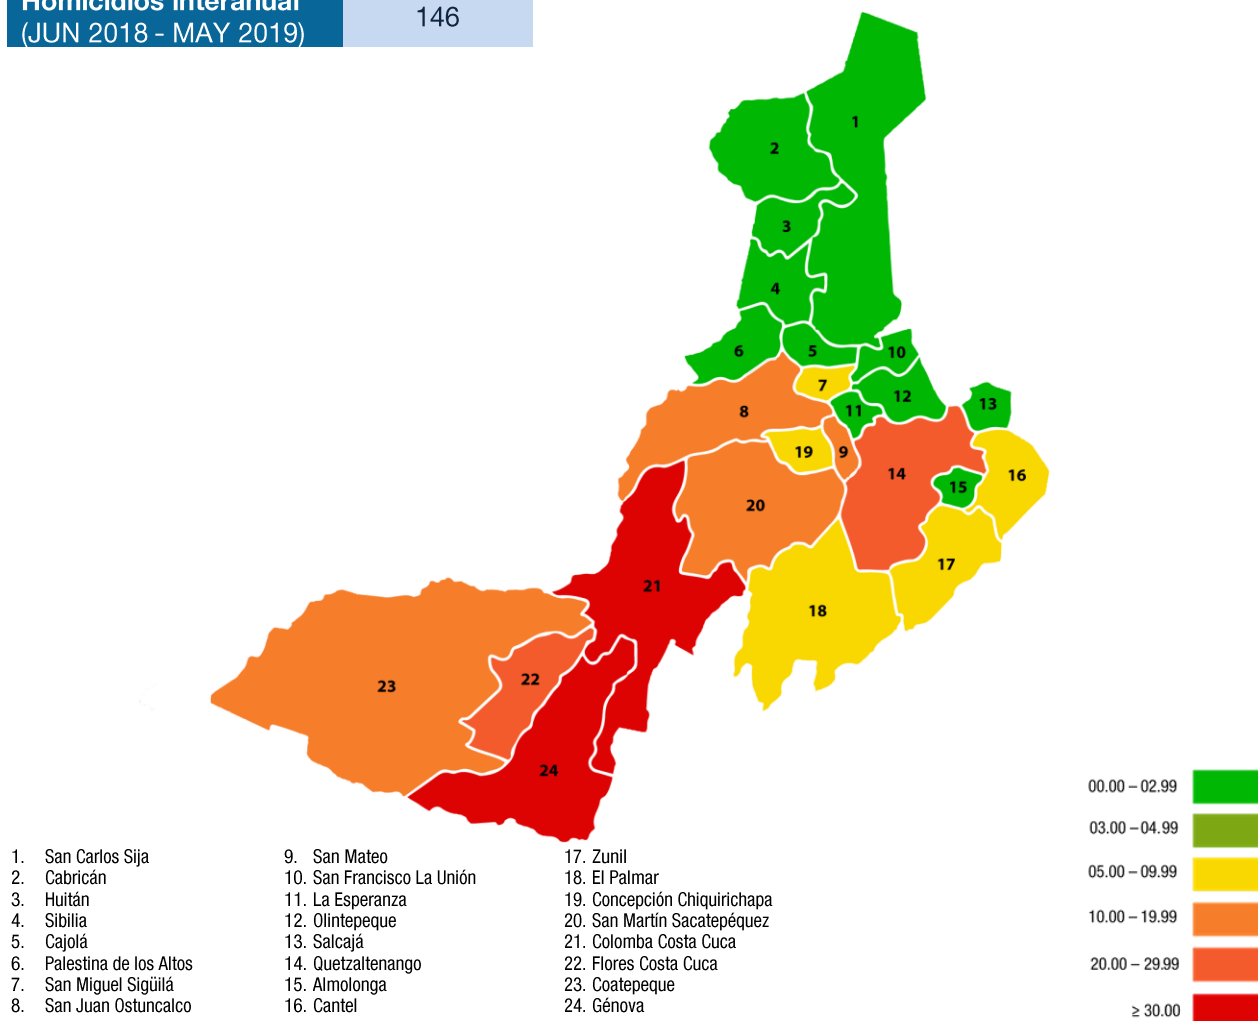 Homicidios Interanual
(JUN 2018 - MAY 2019)
146
1
2
3
4
6
5
10
7
12
8
11
13
19
9
14
16
15
20
17
21
18
22
23
24
00.00 – 02.99
03.00 – 04.99
05.00 – 09.99
10.00 – 19.99
20.00 – 29.99
≥ 30.00
1. San Carlos Sija
2. Cabricán
3. Huitán
4. Sibilia
5. Cajolá
6. Palestina de los Altos
7. San Miguel Sigüilá
8. San Juan Ostuncalco
9. San Mateo
10. San Francisco La Unión
11. La Esperanza
12. Olintepeque
13. Salcajá
14. Quetzaltenango
15. Almolonga
16. Cantel
17. Zunil
18. El Palmar
19. Concepción Chiquirichapa
20. San Martín Sacatepéquez
21. Colomba Costa Cuca
22. Flores Costa Cuca
23. Coatepeque
24. Génova